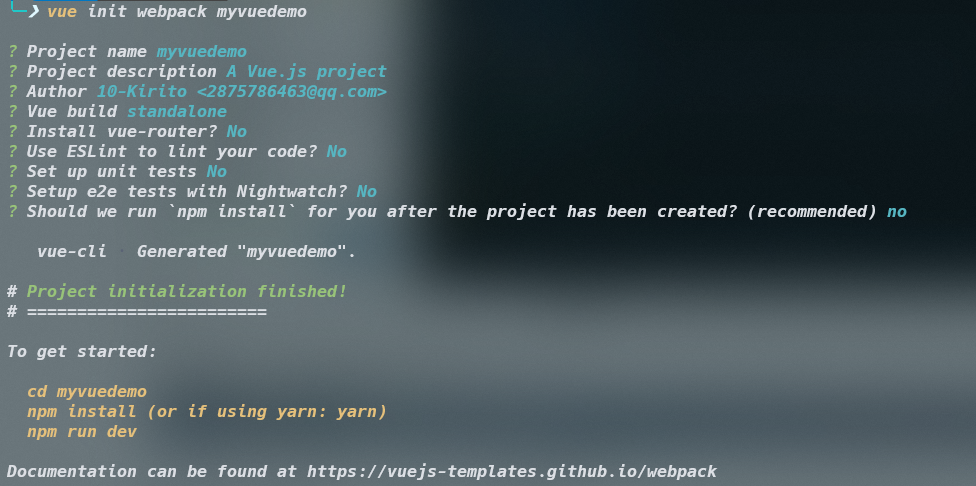 ❯ vue init webpack myvuedemo
? Project name myvuedemo
? Project description A Vue.js project
? Author 10-Kirito <2875786463@qq.com>
? Vue build standalone
? Install vue-router? No
? Use ESLint to lint your code? No
? Set up unit tests No
? Setup e2e tests with Nightwatch? No
? Should we run `npm install` for you after the project has been created? (recommended) no
vue-cli · Generated "myvuedemo".
# Project initialization finished!
# ========================
To get started:
cd myvuedemo
npm install (or if using yarn: yarn)
npm run dev
Documentation can be found at https://vuejs-templates.github.io/webpack